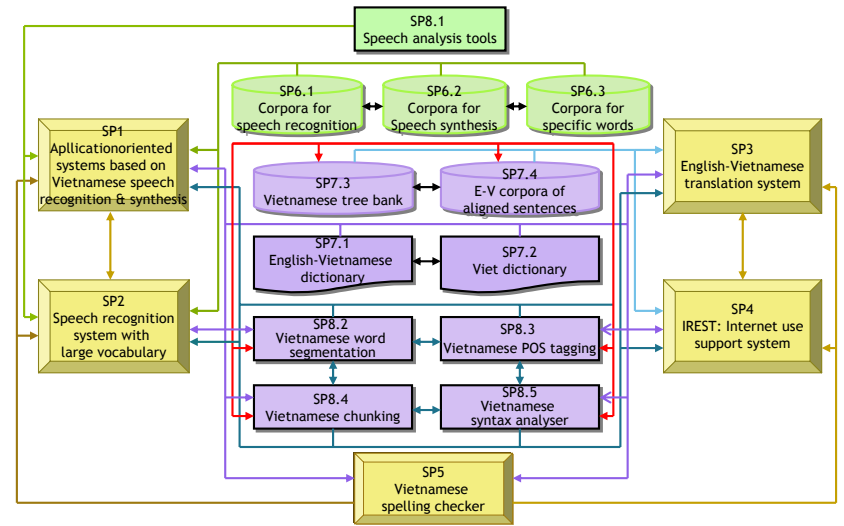 SP8.1
Speech analysis tools
SP6.1
Corpora for
speech recognition
SP6.2
Corpora for
Speech synthesis
SP6.3
Corpora for
specific words
SP1
Apllicationoriented
systems based on
Vietnamese speech
recognition & synthesis
SP3
English-Vietnamese
translation system
SP7.3
Vietnamese tree bank
SP7.4
E-V corpora of
aligned sentences
SP7.1
English-Vietnamese
dictionary
SP7.2
Viet dictionary
SP2
Speech recognition
system with
large vocabulary
SP4
IREST: Internet use
support system
SP8.2
Vietnamese word
segmentation
SP8.3
Vietnamese POS tagging
SP8.4
Vietnamese chunking
SP8.5
Vietnamese
syntax analyser
SP5
Vietnamese
spelling checker